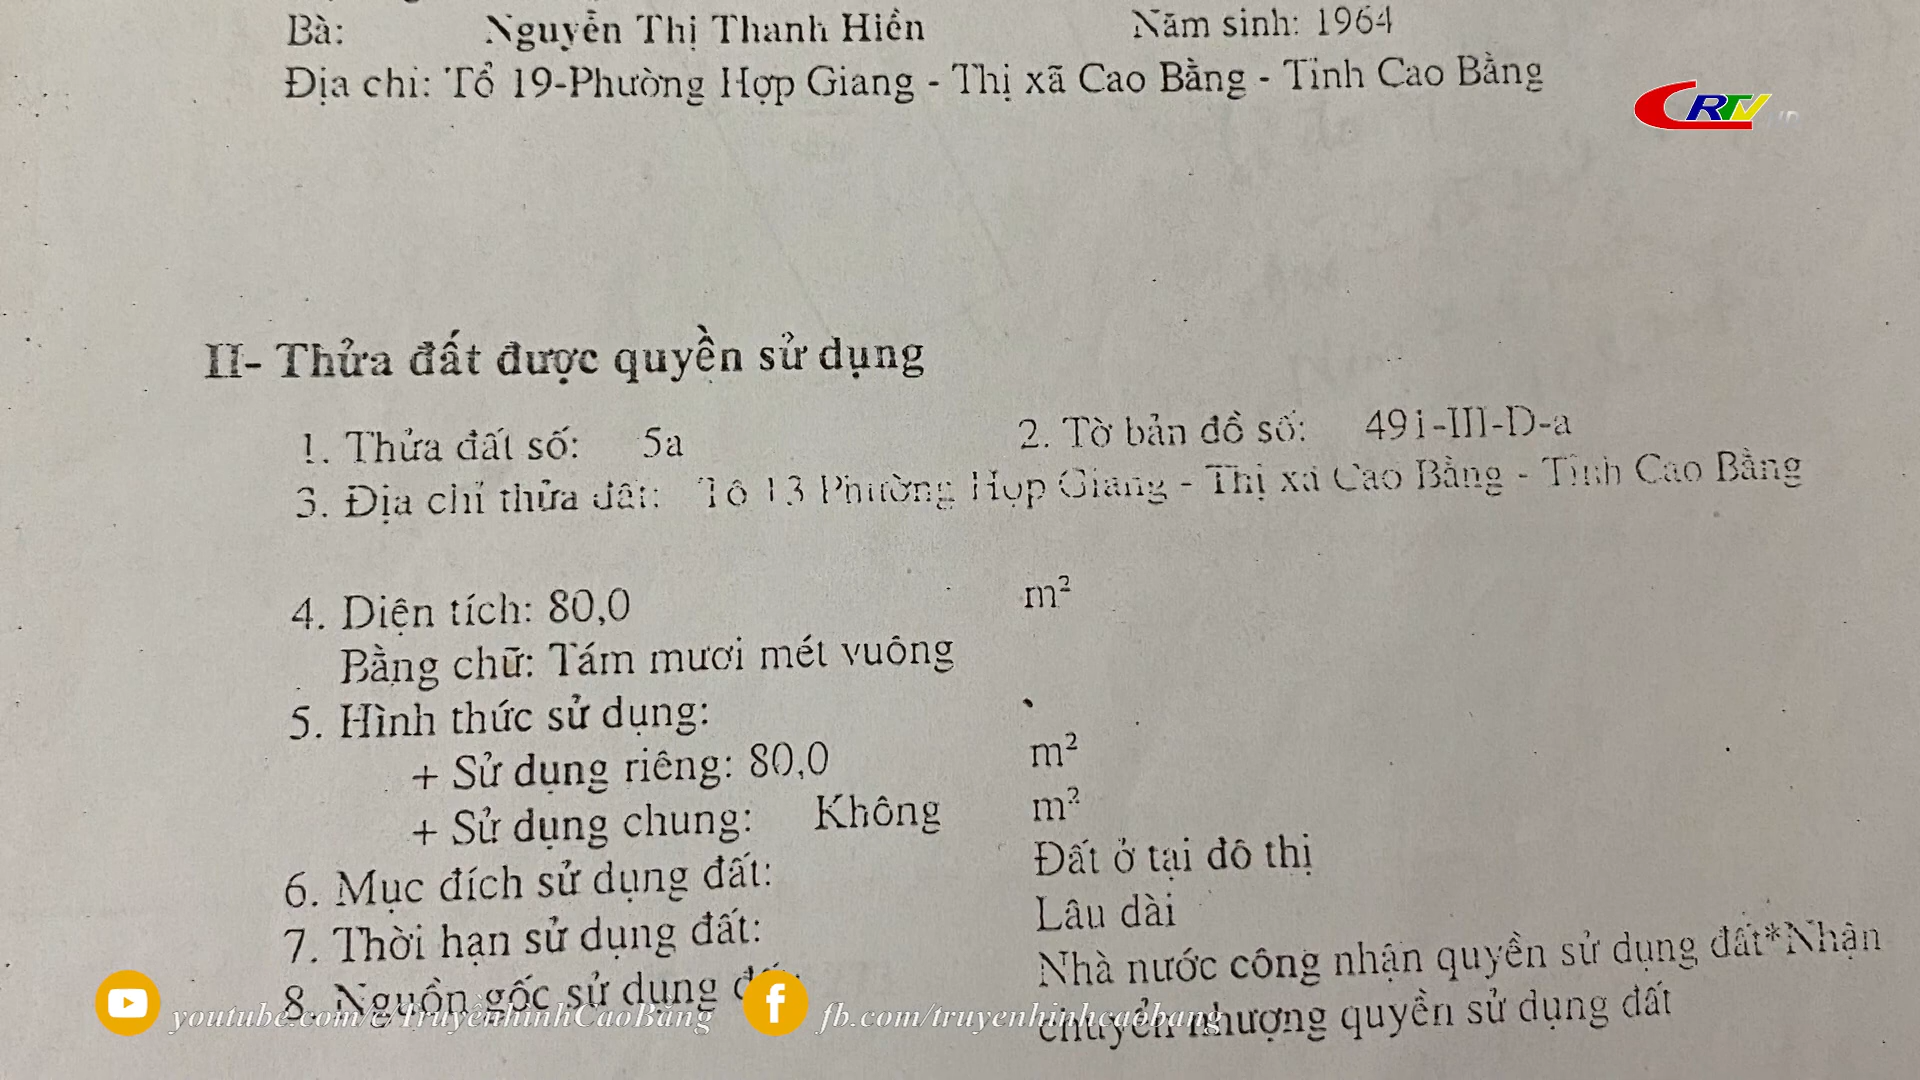 Bà: Nguyễn Thị Thanh Hiền Năm sinh: 1964
Địa chỉ: Tổ 19-Phường Hợp Giang - Thị xã Cao Bằng - Tỉnh Cao Bằng
CRTV
II- Thửa đất được quyền sử dụng
1. Thửa đất số: 5a 2. Tờ bản đồ số: 491-III-D-a
3. Địa chỉ thửa đất: Tổ 13 Phường Hợp Giang - Thị xã Cao Bằng - Tỉnh Cao Bằng
4. Diện tích: 80,0 m²
Bằng chữ: Tám mươi mét vuông
5. Hình thức sử dụng:
+ Sử dụng riêng: 80,0 m²
+ Sử dụng chung: Không m²
6. Mục đích sử dụng đất: Đất ở tại đô thị
7. Thời hạn sử dụng đất: Lâu dài
8. Nguồn gốc sử dụng Nhà nước công nhận quyền sử dụng đất*Nhận
chuyển nhượng quyền sử dụng đất
youtube.com/c/TruyềnhìnhCaoBằng fb.com/truyenhinhcaobang